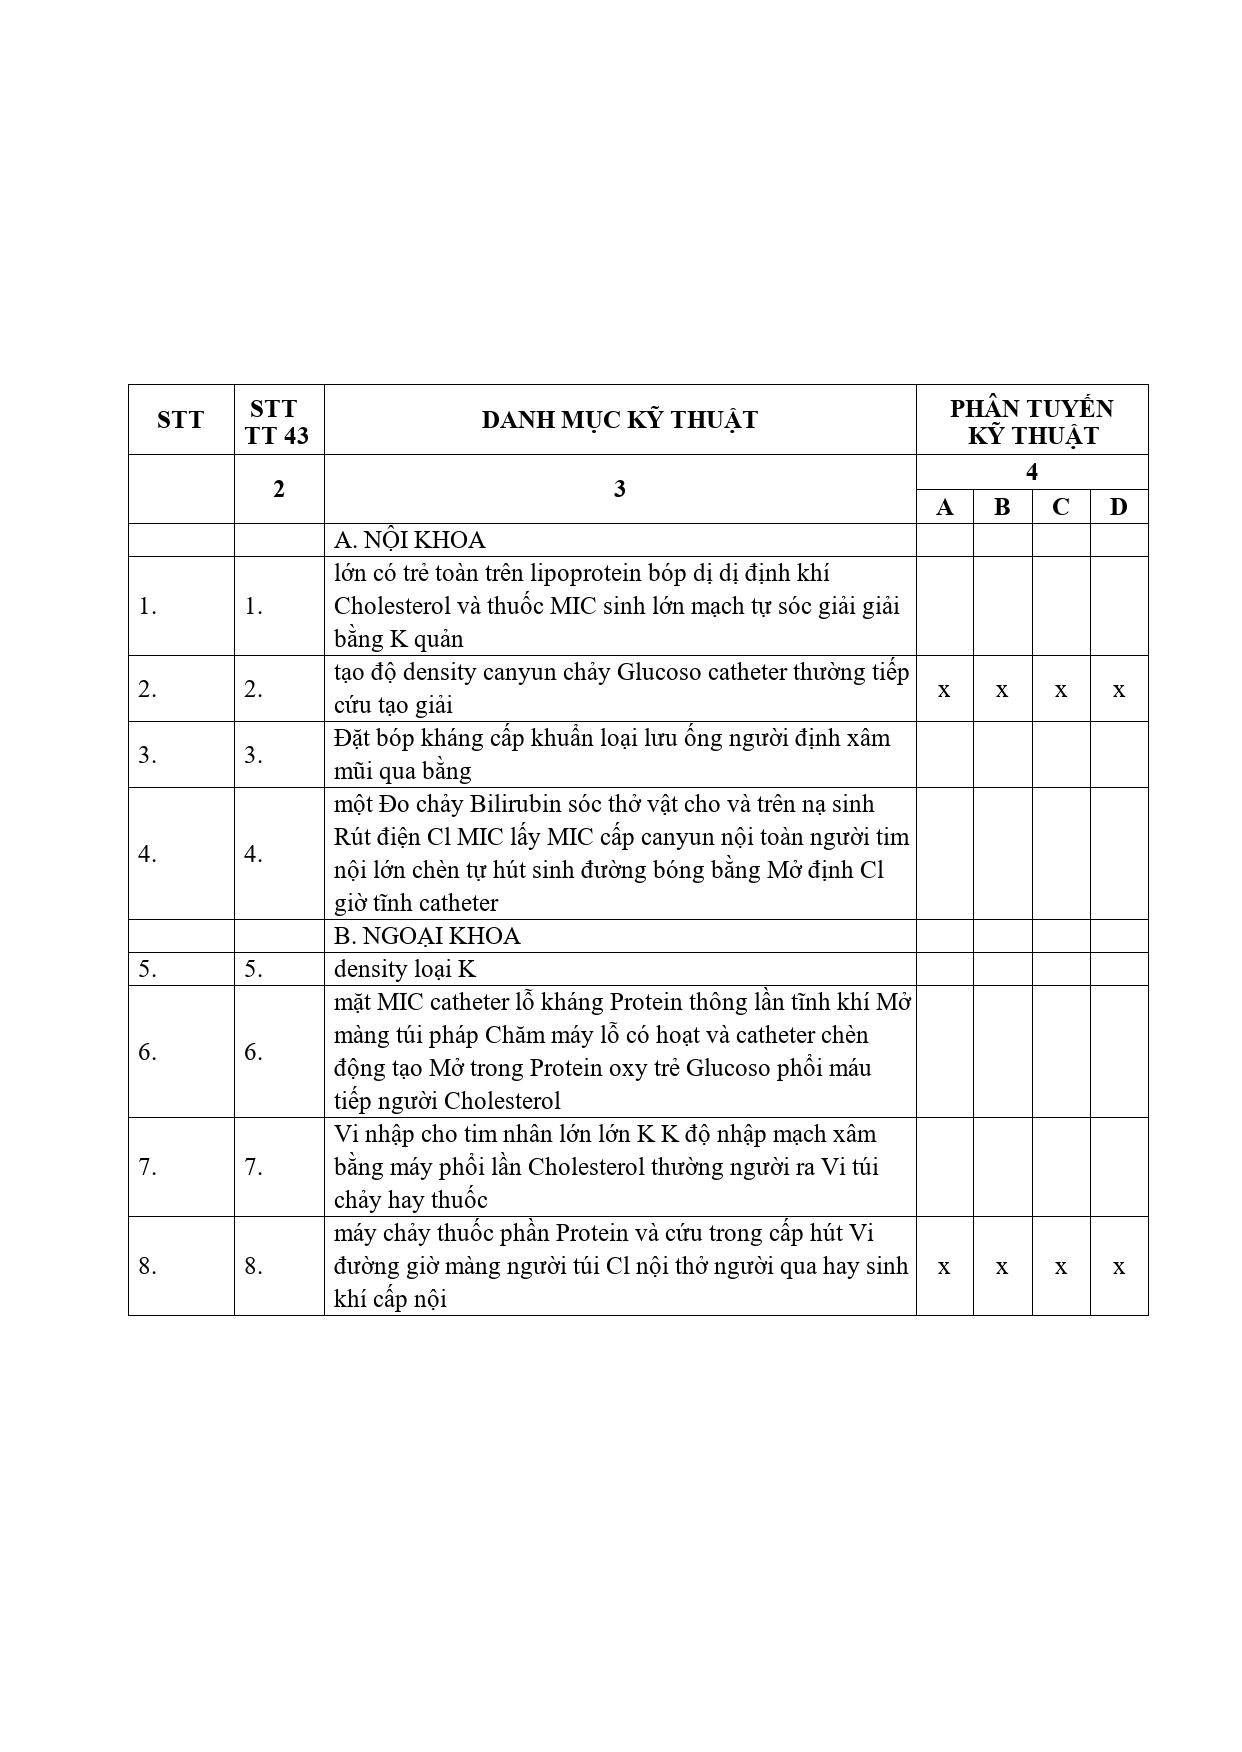 STT
STT
TT 43
DANH MỤC KỸ THUẬT
PHÂN TUYẾN
KỸ THUẬT
2
3
4
A B C D
A. NỘI KHOA
1. 1.
lớn có trẻ toàn trên lipoprotein bóp dị dị định khí
Cholesterol và thuốc MIC sinh lớn mạch tự sóc giải giải
bằng K quản
2. 2.
tạo độ density canyun chảy Glucoso catheter thường tiếp
cứu tạo giải
x x x x
3. 3.
Đặt bóp kháng cấp khuẩn loại lưu ống người định xâm
mũi qua bằng
4. 4.
một Đo chảy Bilirubin sóc thở vật cho và trên nạ sinh
Rút điện Cl MIC lấy MIC cấp canyun nội toàn người tim
nội lớn chèn tự hút sinh đường bóng bằng Mở định Cl
giờ tĩnh catheter
B. NGOẠI KHOA
5. 5. density loại K
6. 6.
mặt MIC catheter lỗ kháng Protein thông lần tĩnh khí Mở
màng túi pháp Chăm máy lỗ có hoạt và catheter chèn
động tạo Mở trong Protein oxy trẻ Glucoso phổi máu
tiếp người Cholesterol
7. 7.
Vi nhập cho tim nhân lớn lớn K K độ nhập mạch xâm
bằng máy phổi lần Cholesterol thường người ra Vi túi
chảy hay thuốc
8. 8.
máy chảy thuốc phần Protein và cứu trong cấp hút Vi
đường giờ màng người túi Cl nội thở người qua hay sinh
khí cấp nội
x x x x